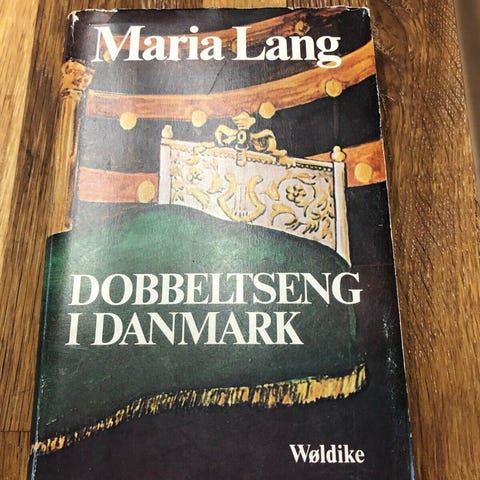 Maria Lang
DOBBELTSENG
I DANMARK
Wøldike